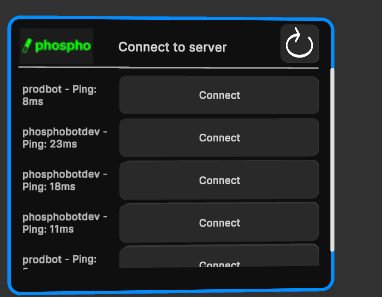 phospho
Connect to server
prodbot - Ping:
8ms
Connect
phosphobotdev -
Ping: 23ms
Connect
phosphobotdev -
Ping: 18ms
Connect
phosphobotdev -
Ping: 11ms
Connect
prodbot - Ping:
Connect